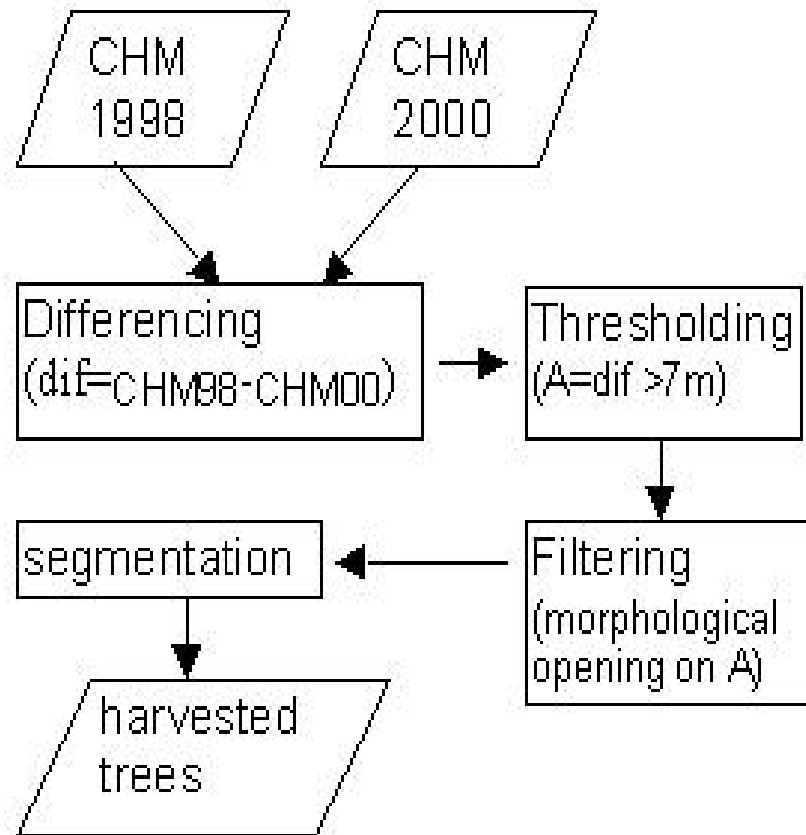 CHM
1998
CHM
2000
Differencing
(dif=CHM98-CHM00)
Thresholding
(A=dif >7m)
Filtering
(morphological
opening on A)
segmentation
harvested
trees